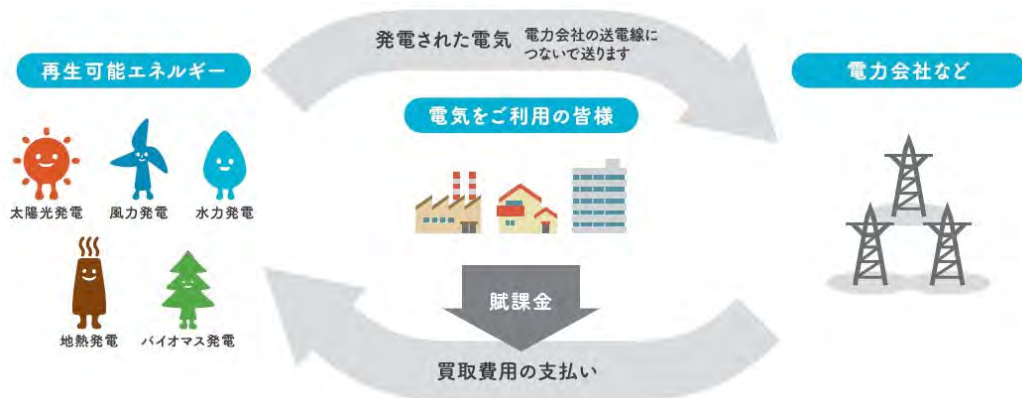 発電された電気 電力会社の送電線に
つないで送ります
再生可能エネルギー
電力会社など
電気をご利用の皆様
太陽光発電
風力発電
水力発電
地熱発電
バイオマス発電
賦課金
買取費用の支払い